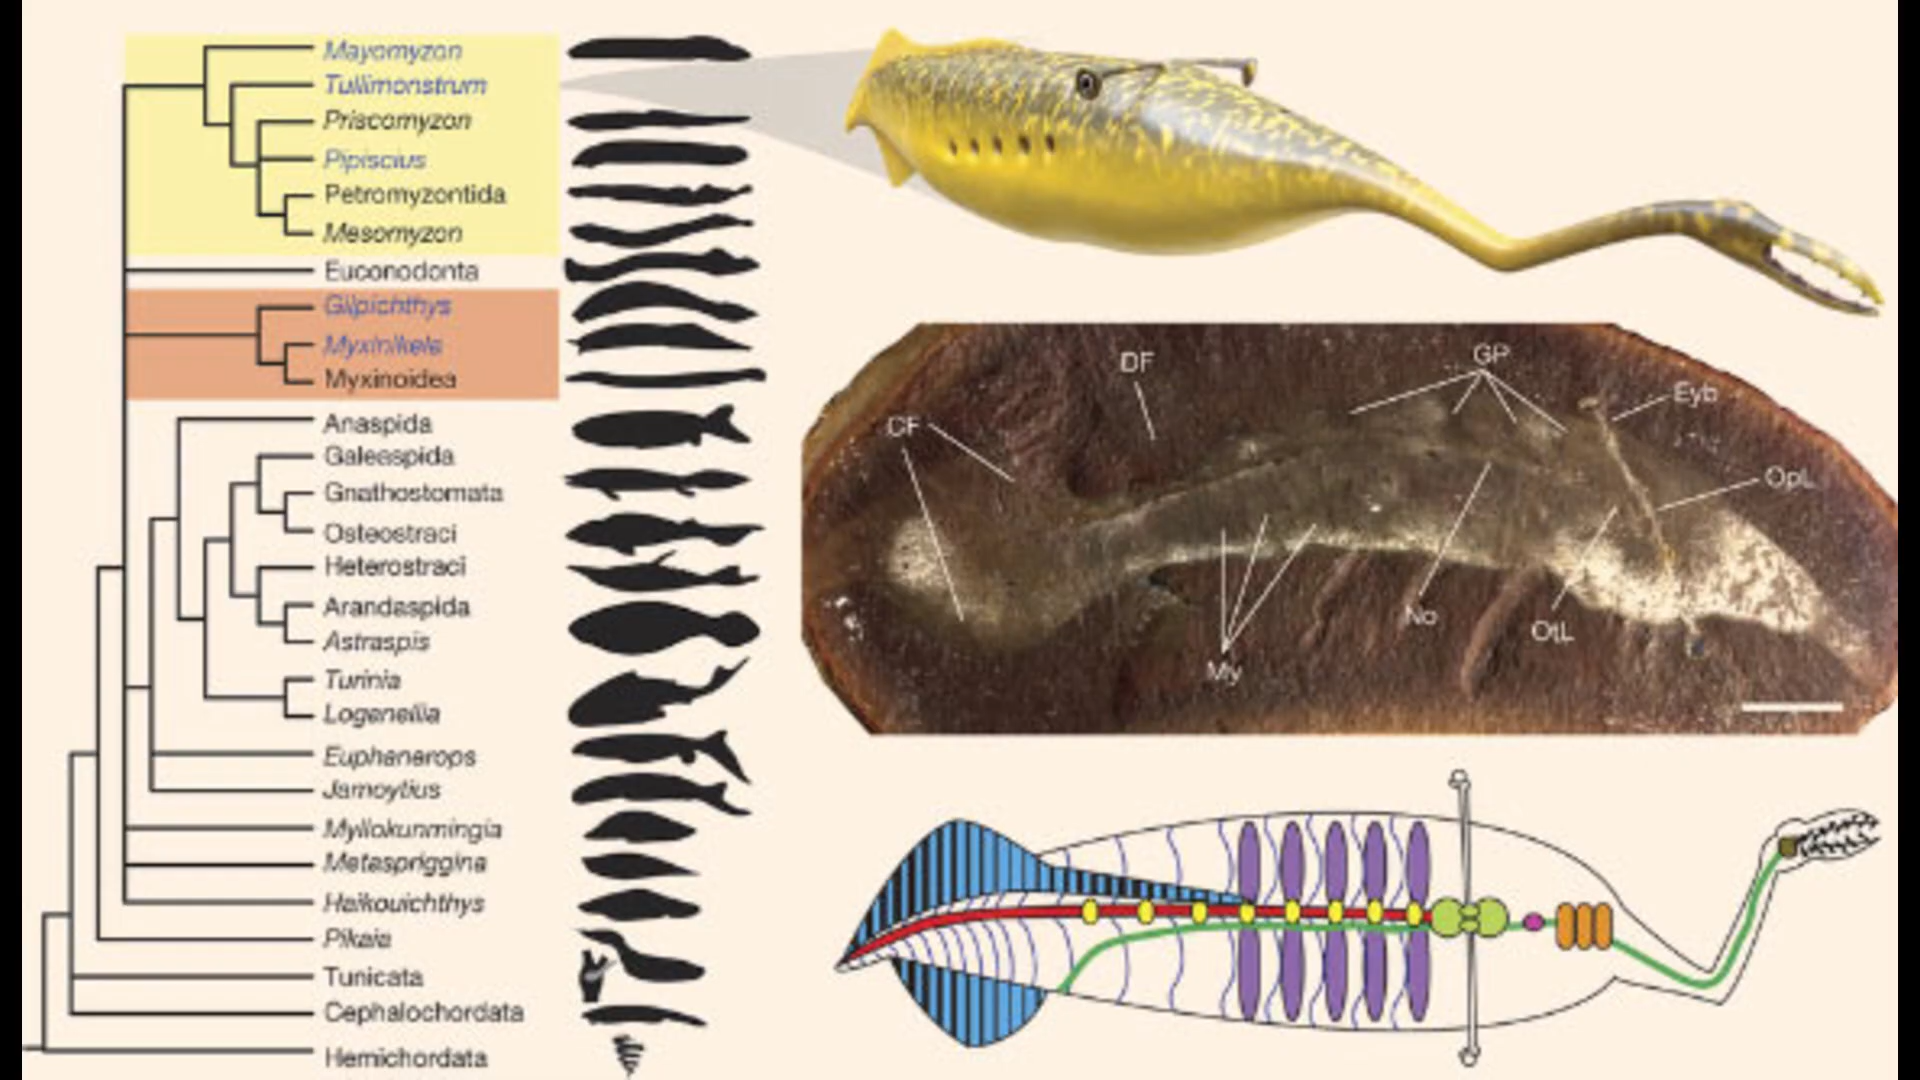 Mayomyzon
Tullimonstrum
Priscomyzon
Pipiscius
Petromyzontida
Mesomyzon
Euconodonta
Gilpichthys
Myxinikela
Myxinoidea
Anaspida
Galeaspida
Gnathostomata
Osteostraci
Heterostraci
Arandaspida
Astraspis
Turinia
Loganellia
Euphanerops
Jamoytius
Myllokunmingia
Metaspriggina
Haikouichthys
Pikaia
Tunicata
Cephalochordata
Hemichordata
DF
GP
Eyb
CF
OpL
No
OtL
My